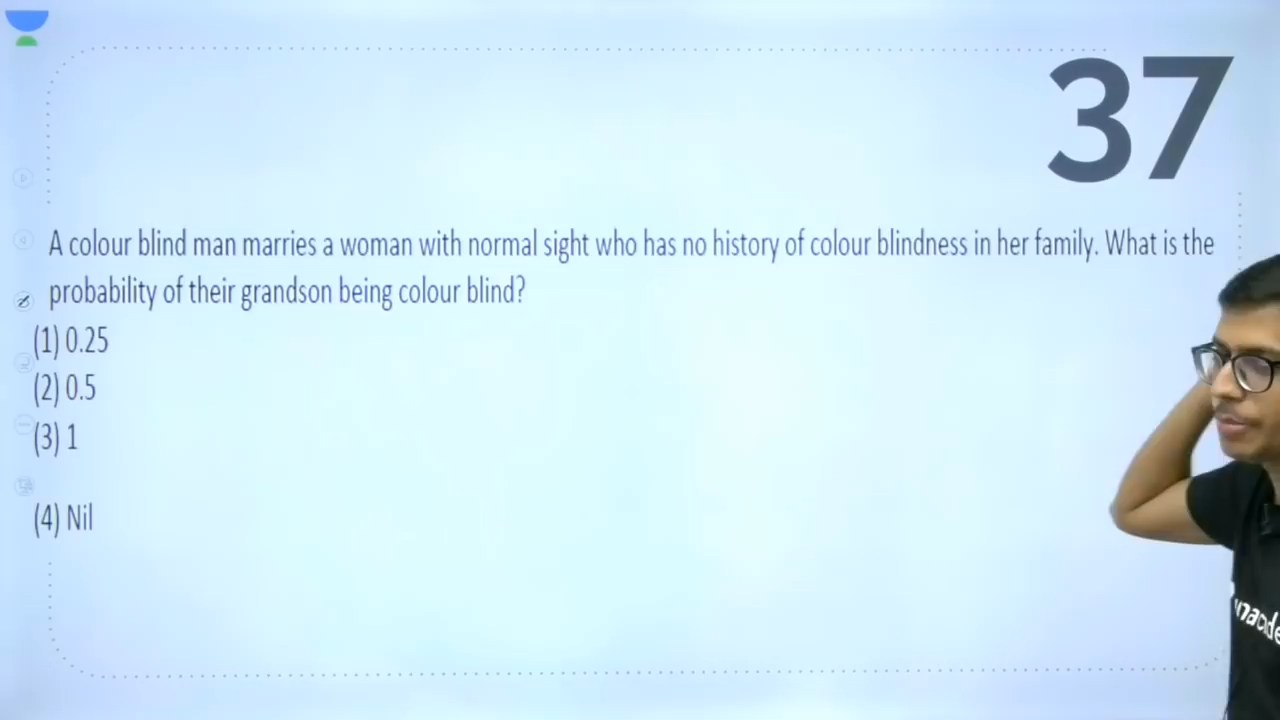 37
A colour blind man marries a woman with normal sight who has no history of colour blindness in her family. What is the
probability of their grandson being colour blind?
(1) 0.25
(2) 0.5
(3) 1
(4) Nil